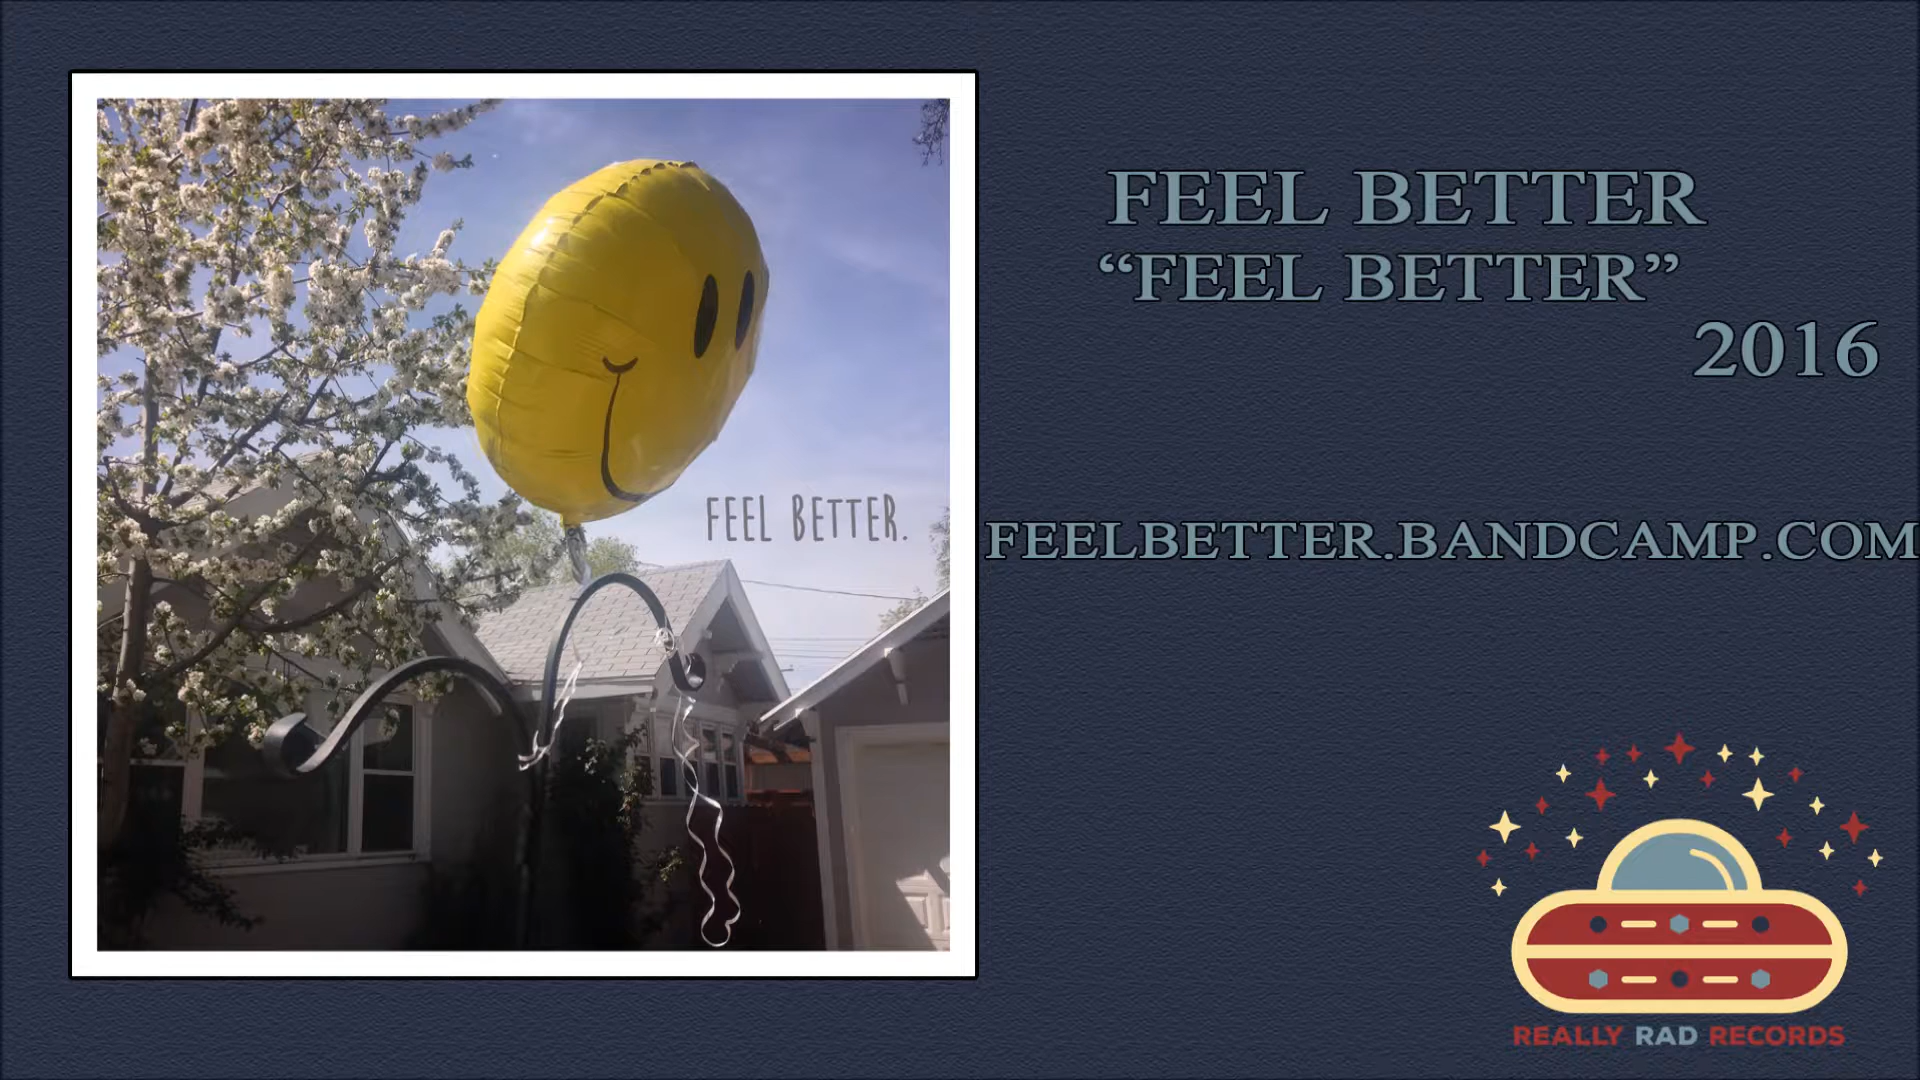 FEEL BETTER.
FEEL BETTER
“FEEL BETTER”
2016
FEELBETTER.BANDCAMP.COM
REALLY RAD RECORDS